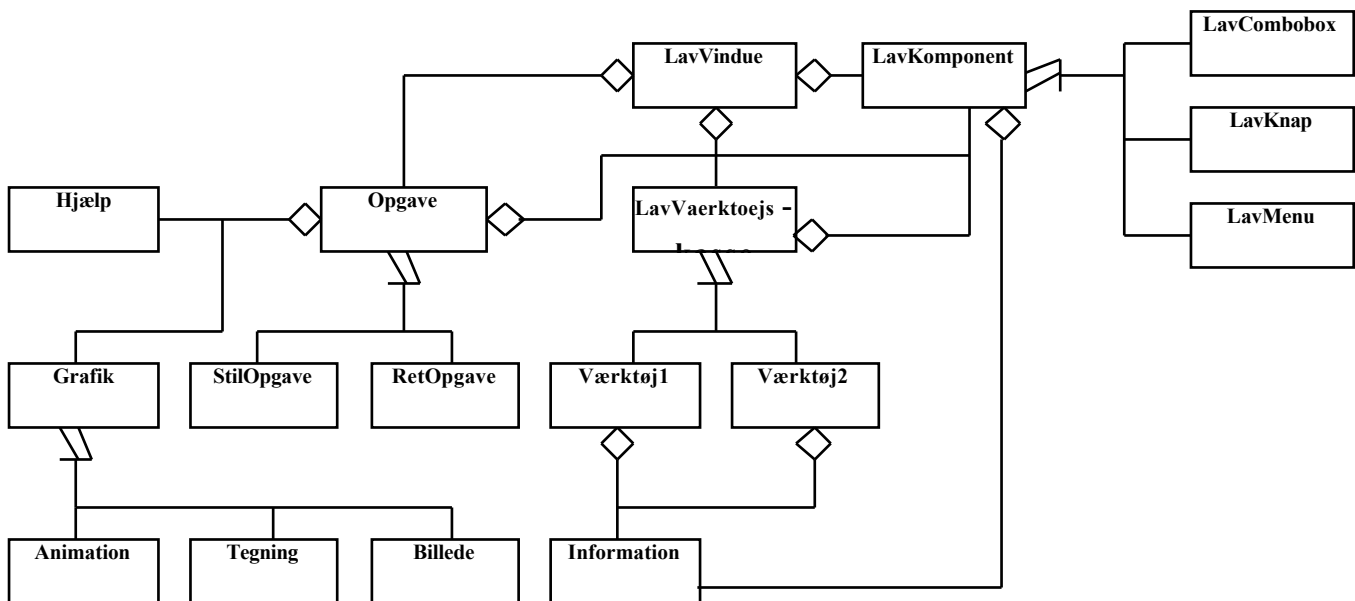 LavCombobox
LavVindue
LavKomponent
LavKnap
Hjælp
Opgave
LavVaerktoejs -
LavMenu
Grafik
StilOpgave
RetOpgave
Værktøj1
Værktøj2
Animation
Tegning
Billede
Information